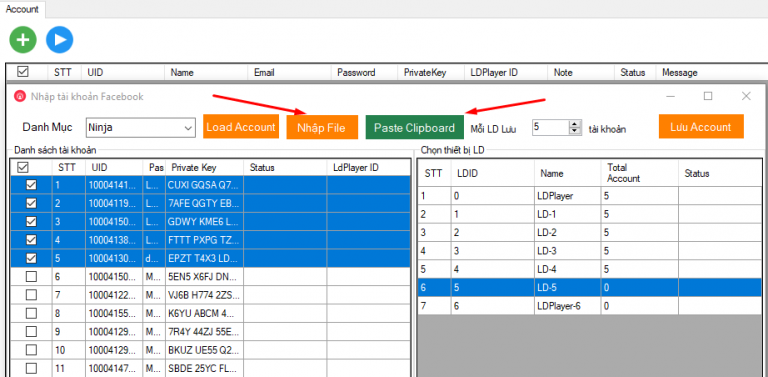 Account
STT UID Name Email Password PrivateKey LDPlayer ID Note Status Message
Nhập tài khoản Facebook
Danh Mục Ninja Load Account Nhập File Paste Clipboard Mỗi LD Lưu 5 tài khoản Lưu Account
Danh sách tài khoản
STT UID Pas Private Key Status LdPlayer ID
1 10004141... L... CUXI GQSA Q7...
2 10004119... L... 7AFE QGTY EB...
3 10004150... L... GDWY KME6 L...
4 10004138... L... FTTT PXPG TZ...
5 10004130... d... EPZT T4X3 LD...
6 10004150... M... 5EN5 X6FJ DN...
7 10004122... M... VJ6B H774 2ZS...
8 10004155... M... K6YU ABCM 4...
9 10004129... M... 7R4Y 44ZJ 55E...
10 10004129... M... BKUZ UE55 Q2...
11 10004147... M... SBDE 25YC FL...
Chọn thiết bị LD
STT LDID Name Total Account Status
1 0 LDPlayer 5
2 1 LD-1 5
3 2 LD-2 5
4 3 LD-3 5
5 4 LD-4 5
6 5 LD-5 0
7 6 LDPlayer-6 0